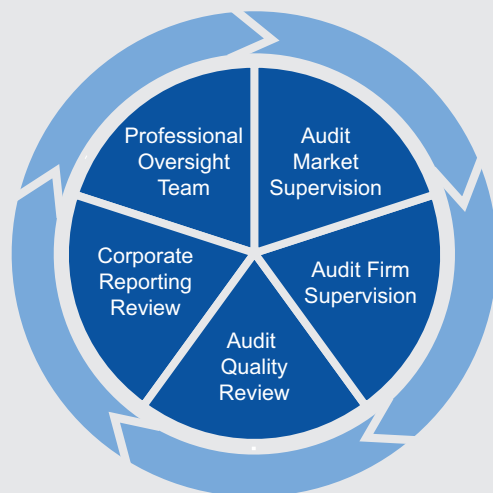 Professional
Oversight
Team
Audit
Market
Supervision
Corporate
Reporting
Review
Audit Firm
Supervision
Audit
Quality
Review